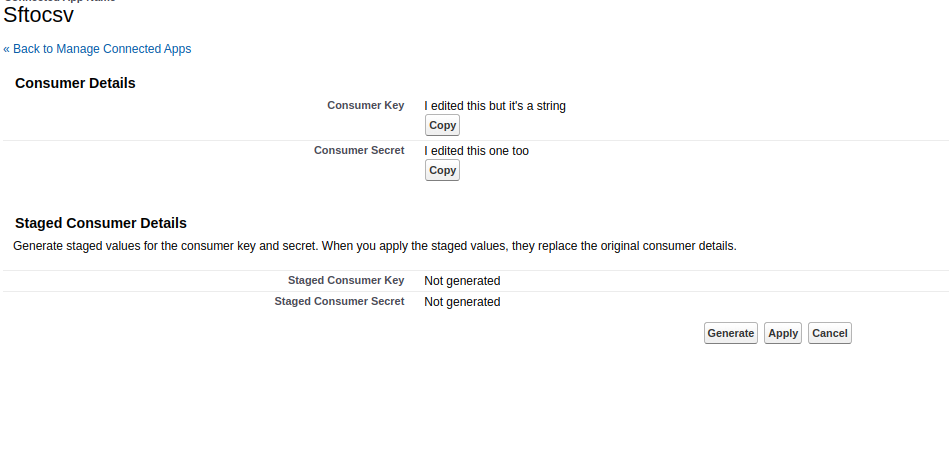 Connected App Name
Sftocsv
« Back to Manage Connected Apps
Consumer Details
Consumer Key I edited this but it's a string
Copy
Consumer Secret I edited this one too
Copy
Staged Consumer Details
Generate staged values for the consumer key and secret. When you apply the staged values, they replace the original consumer details.
Staged Consumer Key Not generated
Staged Consumer Secret Not generated
Generate Apply Cancel